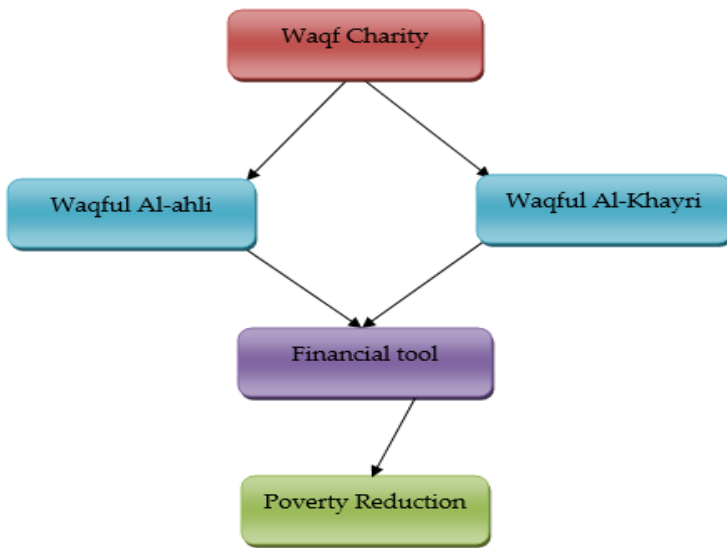 Waqf Charity
Waqful Al-ahli
Waqful Al-Khayri
Financial tool
Poverty Reduction